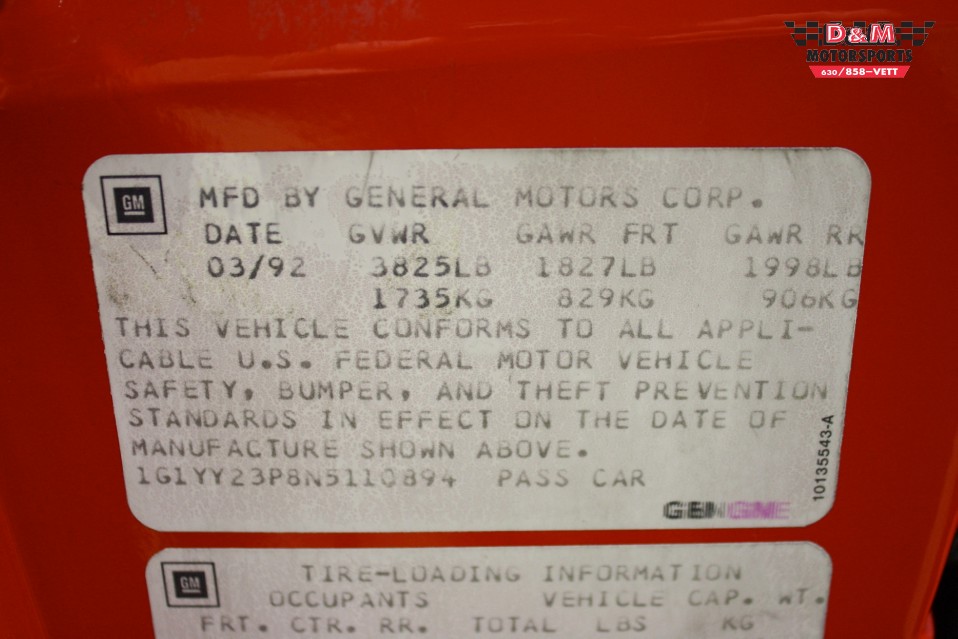 D&M
MOTORSPORTS
630/858-VETT
GM
MFD BY GENERAL MOTORS CORP.
DATE GVWR GAWR FRT GAWR RR
03/92 3825LB 1827LB 1998LB
1735KG 829KG 906KG
THIS VEHICLE CONFORMS TO ALL APPLI-
CABLE U.S. FEDERAL MOTOR VEHICLE
SAFETY, BUMPER, AND THEFT PREVENTION
STANDARDS IN EFFECT ON THE DATE OF
MANUFACTURE SHOWN ABOVE.
1G1YY23P8N5110894 PASS CAR
10135543-A
GM
TIRE-LOADING INFORMATION
OCCUPANTS VEHICLE CAP. WT.
FRT. CTR. RR. TOTAL LBS KG